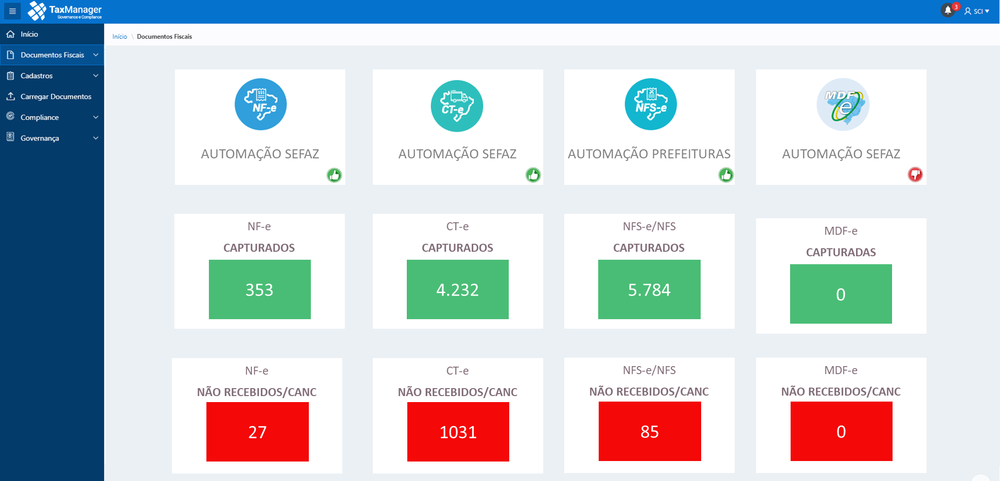 TaxManager
Governance e Compliance
3
SCI
Início
Documentos Fiscais
Cadastros
Carregar Documentos
Compliance
Governança
Início \ Documentos Fiscais
$$$
NF-e
AUTOMAÇÃO SEFAZ
CT-e
AUTOMAÇÃO SEFAZ
NFS-e
AUTOMAÇÃO PREFEITURAS
MDF
e
AUTOMAÇÃO SEFAZ
NF-e
CAPTURADOS
353
CT-e
CAPTURADOS
4.232
NFS-e/NFS
CAPTURADOS
5.784
MDF-e
CAPTURADAS
0
NF-e
NÃO RECEBIDOS/CANC
27
CT-e
NÃO RECEBIDOS/CANC
1031
NFS-e/NFS
NÃO RECEBIDOS/CANC
85
MDF-e
NÃO RECEBIDOS/CANC
0